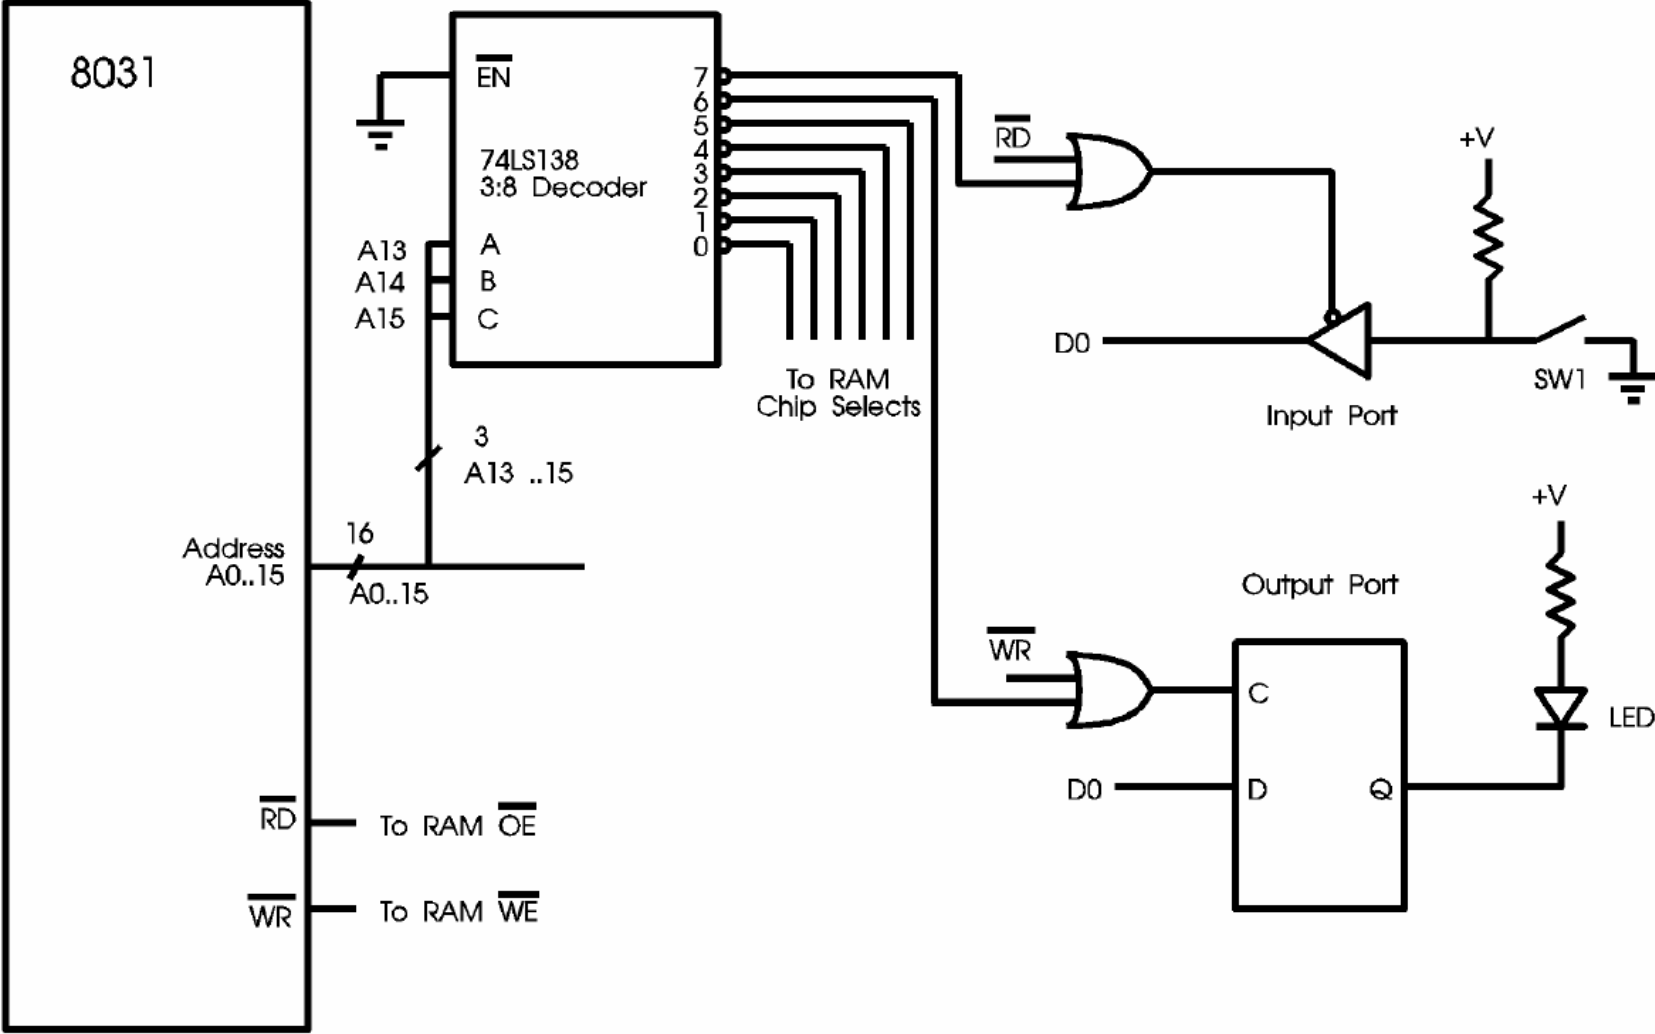 8031
EN
74LS138
3:8 Decoder
A13
A14
A15
A
B
C
7
6
5
4
3
2
1
0
To RAM
Chip Selects
3
A13 ..15
Address
A0..15
16
A0..15
RD
To RAM OE
WR
To RAM WE
RD
+V
D0
SW1
Input Port
+V
Output Port
WR
C
LED
D0
D
Q